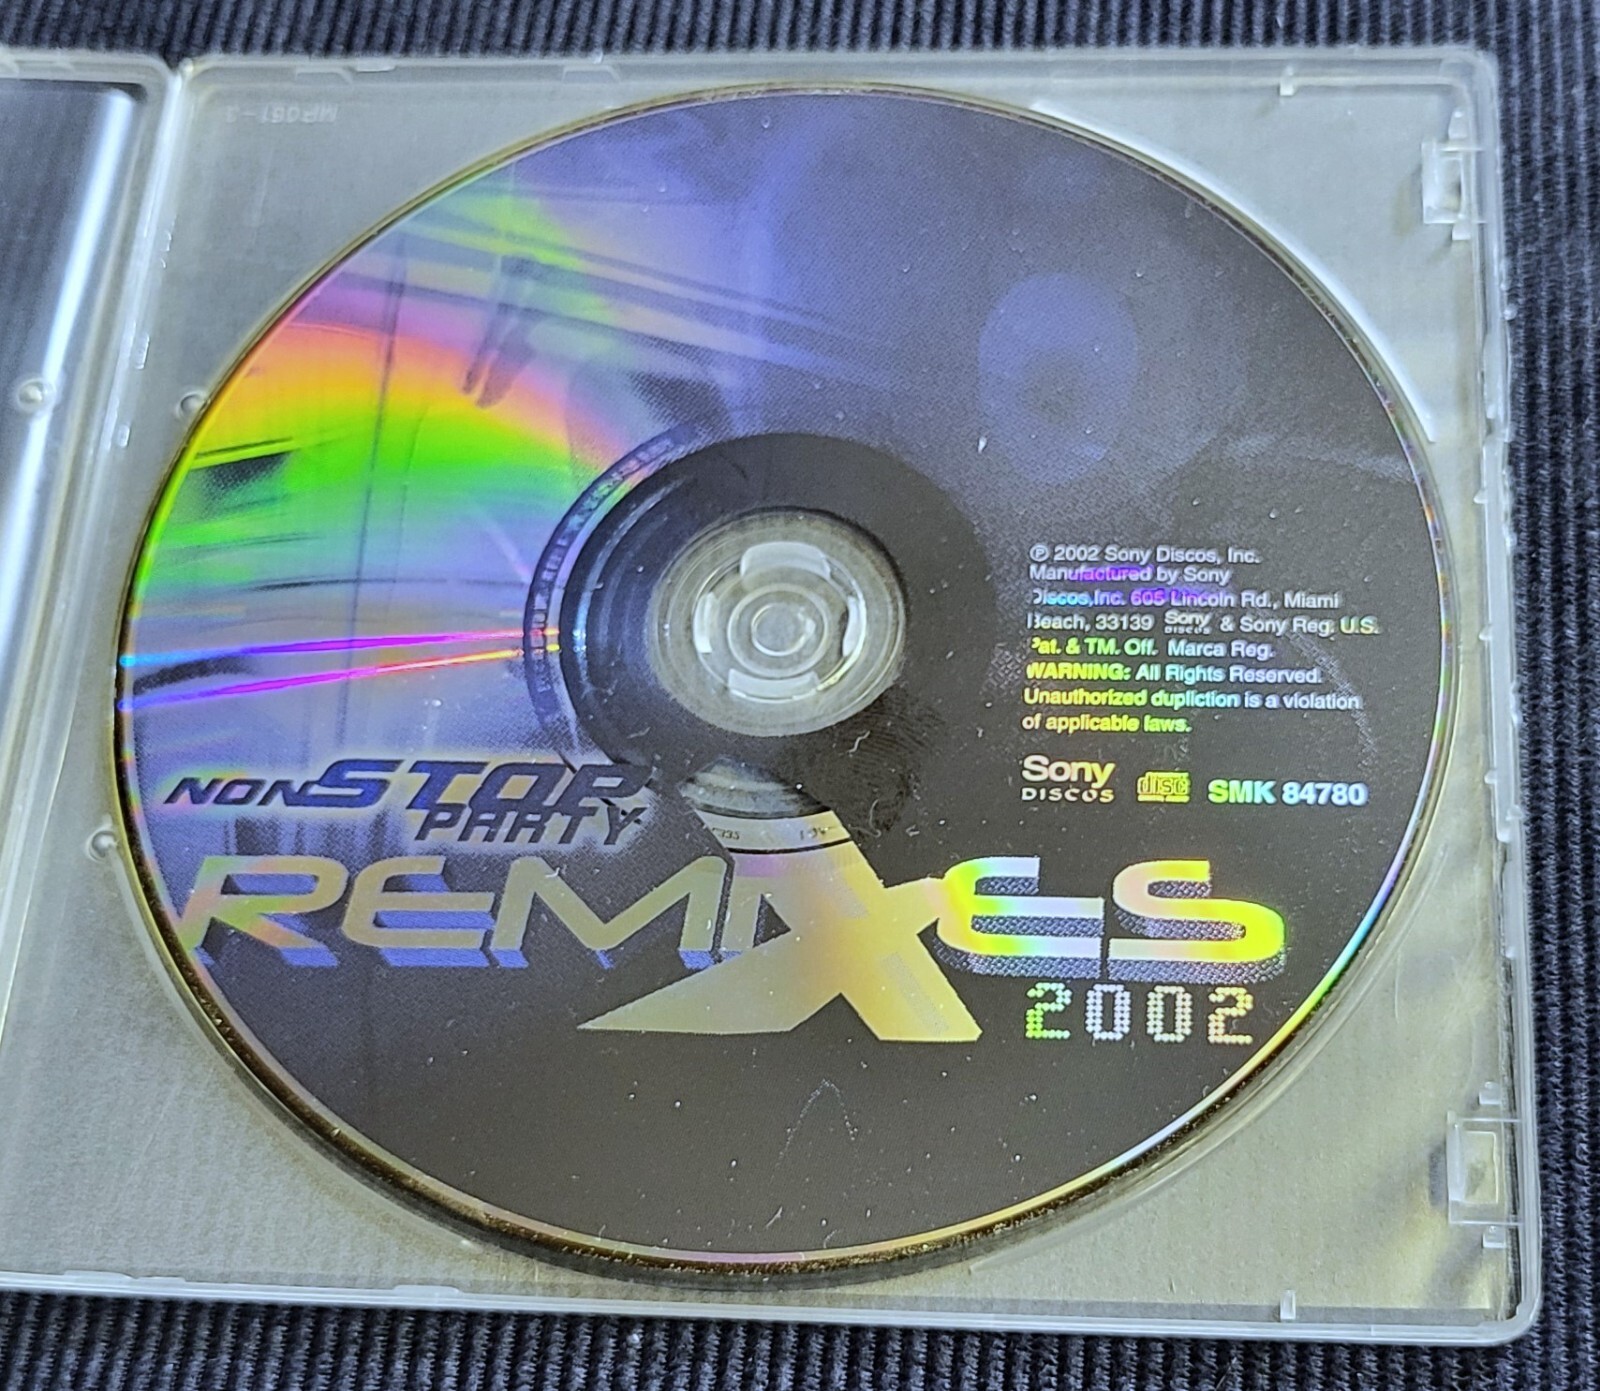 ℗ 2002 Sony Discos, Inc.
Manufactured by Sony
Discos,Inc. 605 Lincoln Rd., Miami
Beach, 33139 Sony DISCOS & Sony Reg. U.S.
Pat. & TM. Off. Marca Reg.
WARNING: All Rights Reserved.
Unauthorized dupliction is a violation
of applicable laws.
Sony
DISCOS
disc
DIGITAL AUDIO
SMK 84780
NON STOP
PARTY
REMIXES
2002